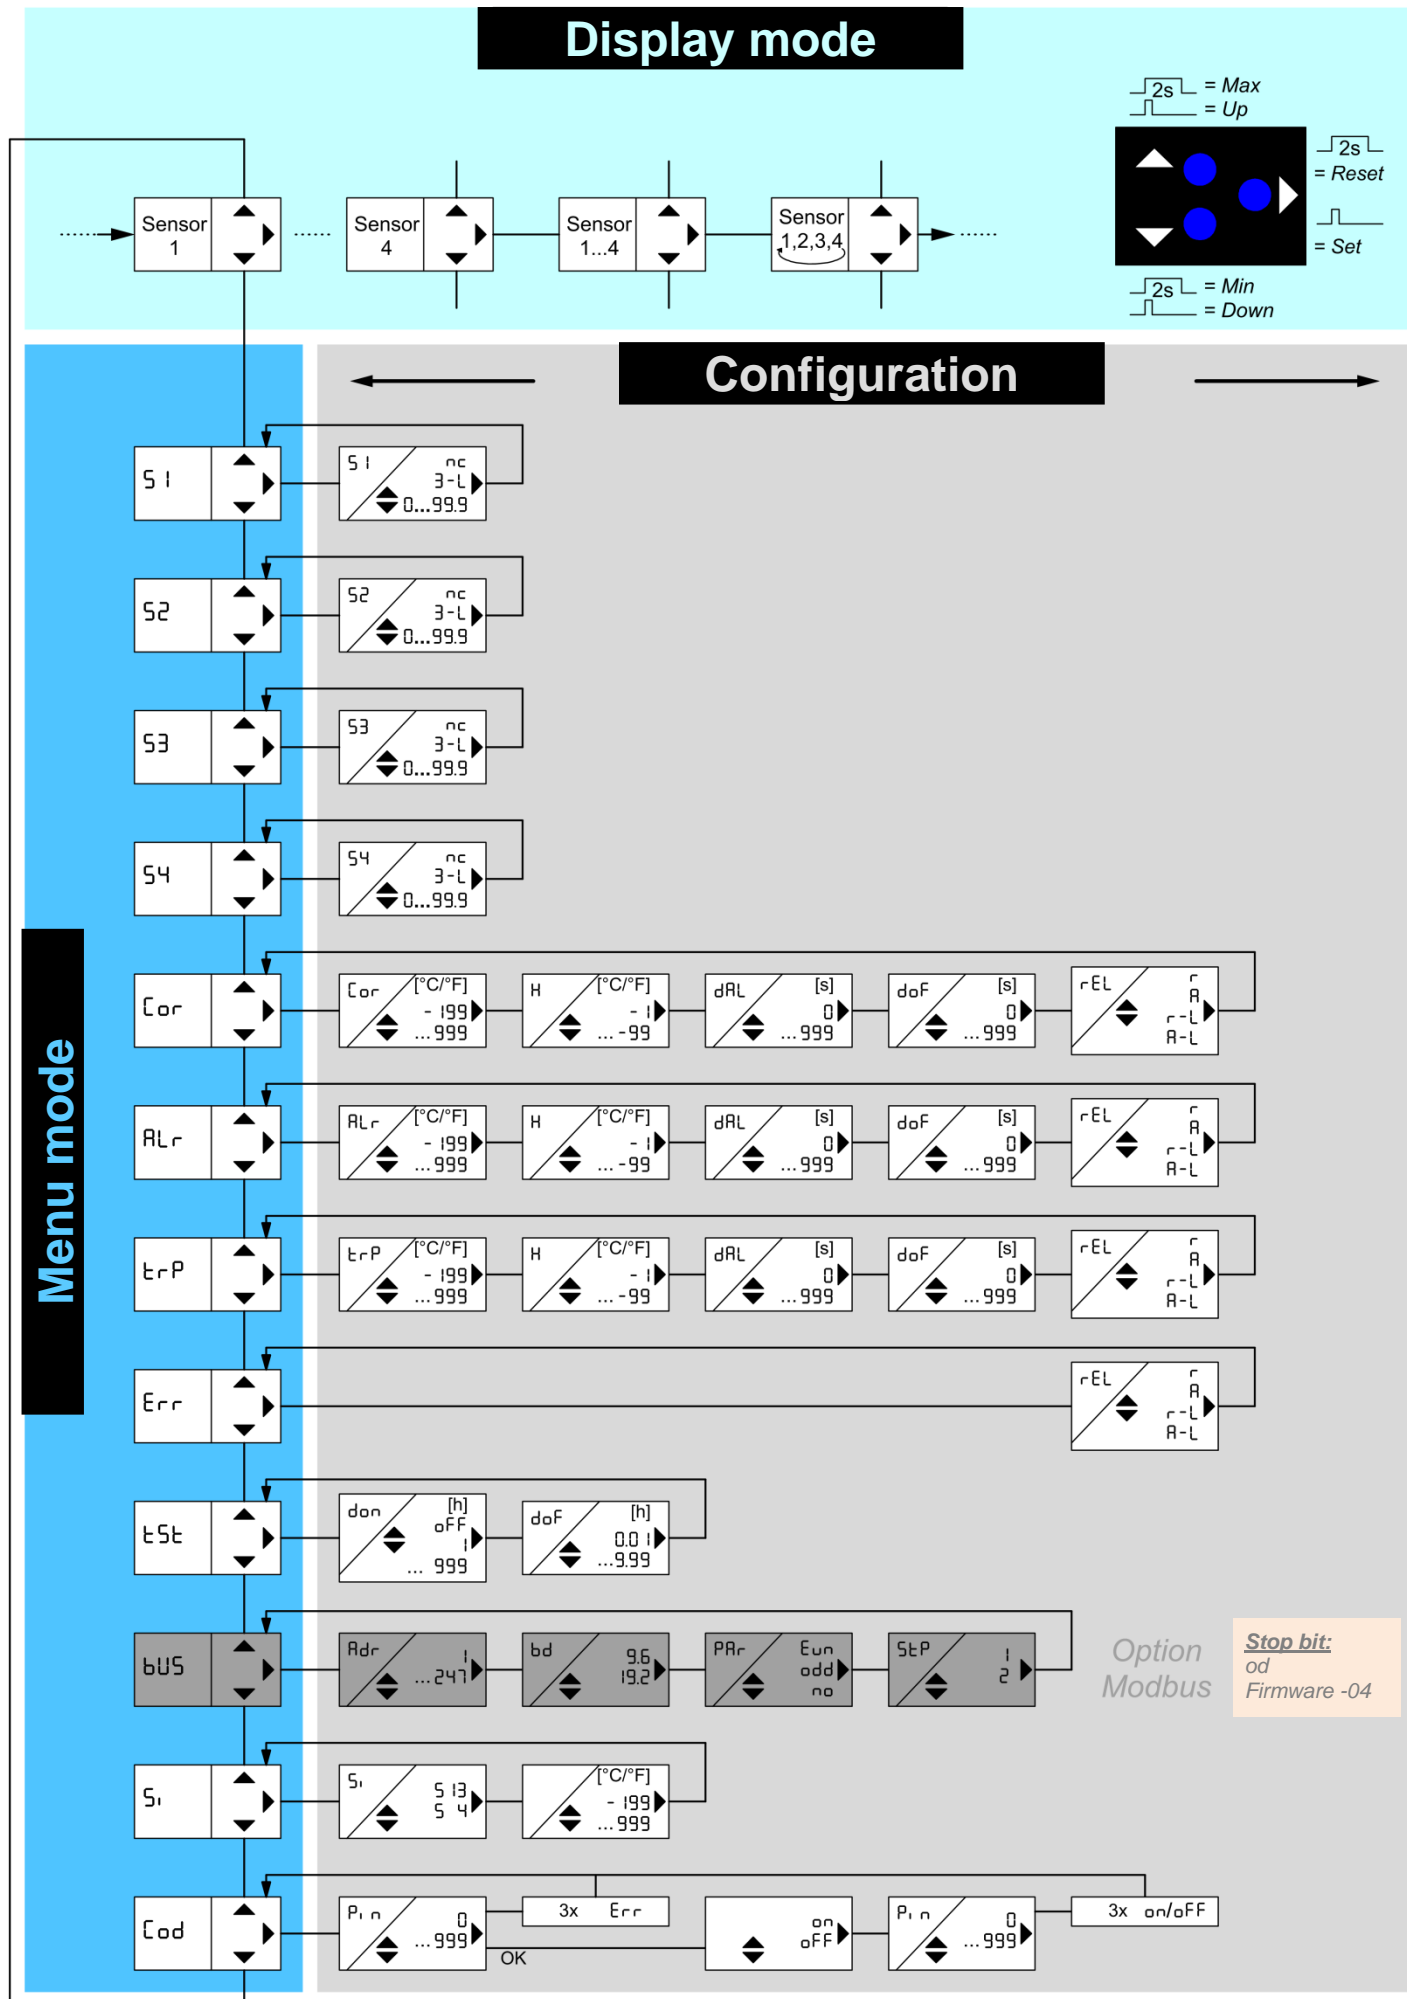 Display mode
2s = Max
= Up
2s
= Reset
= Set
2s = Min
= Down
Sensor
1
Sensor
4
Sensor
1...4
Sensor
1,2,3,4
Configuration
Menu mode
S1
S1 nc
3-L
0...99.9
S2
S2 nc
3-L
0...99.9
S3
S3 nc
3-L
0...99.9
S4
S4 nc
3-L
0...99.9
Cor
Cor [°C/°F]
-199
...999
H [°C/°F]
-1
...-99
dAL [s]
0
...999
doF [s]
0
...999
rEL r
A
r-L
A-L
ALr
ALr [°C/°F]
-199
...999
H [°C/°F]
-1
...-99
dAL [s]
0
...999
doF [s]
0
...999
rEL r
A
r-L
A-L
trP
trP [°C/°F]
-199
...999
H [°C/°F]
-1
...-99
dAL [s]
0
...999
doF [s]
0
...999
rEL r
A
r-L
A-L
Err
rEL r
A
r-L
A-L
tSt
don [h]
oFF
1
... 999
doF [h]
0.01
...9.99
bUS
Adr 1
...247
bd 9.6
19.2
PAr Eun
odd
no
StP 1
2
Option
Modbus
Stop bit:
od
Firmware -04
Si
Si S13
S 4
[°C/°F]
-199
...999
Cod
Pin 0
...999
3x Err
OK
on
oFF
Pin 0
...999
3x on/oFF